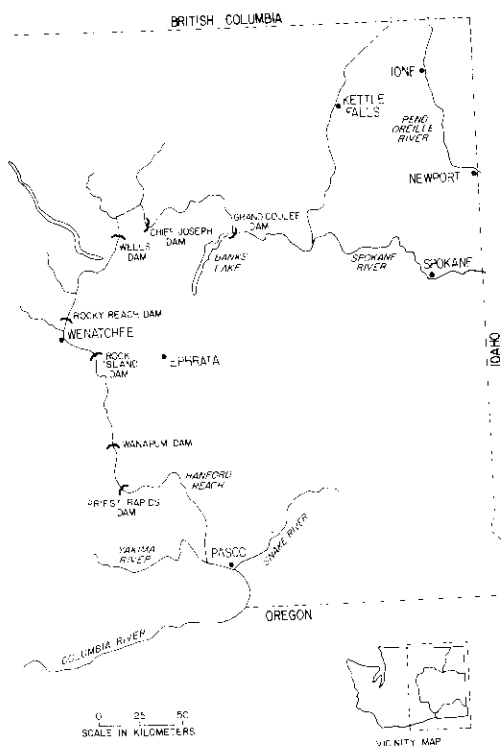 BRITISH COLUMBIA
IONE
KETTLE
FALLS
PEND
OREILLE
RIVER
NEWPORT
GRAND COULEE
DAM
CHIEF JOSEPH
DAM
WELLS
DAM
BANKS
LAKE
SPOKANE
RIVER
SPOKANE
ROCKY REACH DAM
WENATCHEE
ROCK
ISLAND
DAM
EPHRATA
IDAHO
WANAPUM DAM
HANFORD
REACH
PRIEST RAPIDS
DAM
YAKIMA
RIVER
PASCO
SNAKE RIVER
OREGON
COLUMBIA RIVER
0 25 50
SCALE IN KILOMETERS
VICINITY MAP